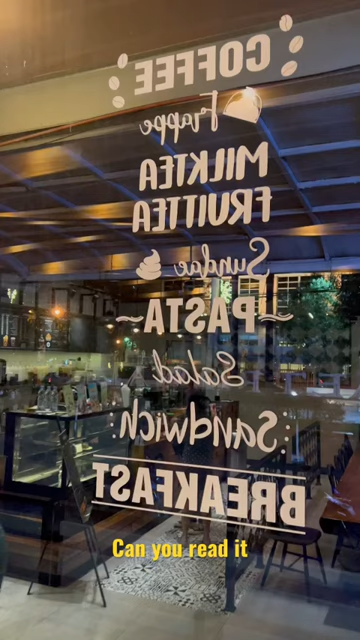 COFFEE
Frappe
MILKTEA
FRUITTEA
Sundae
~PASTA~
Salad
Sandwich
BREAKFAST
Can you read it